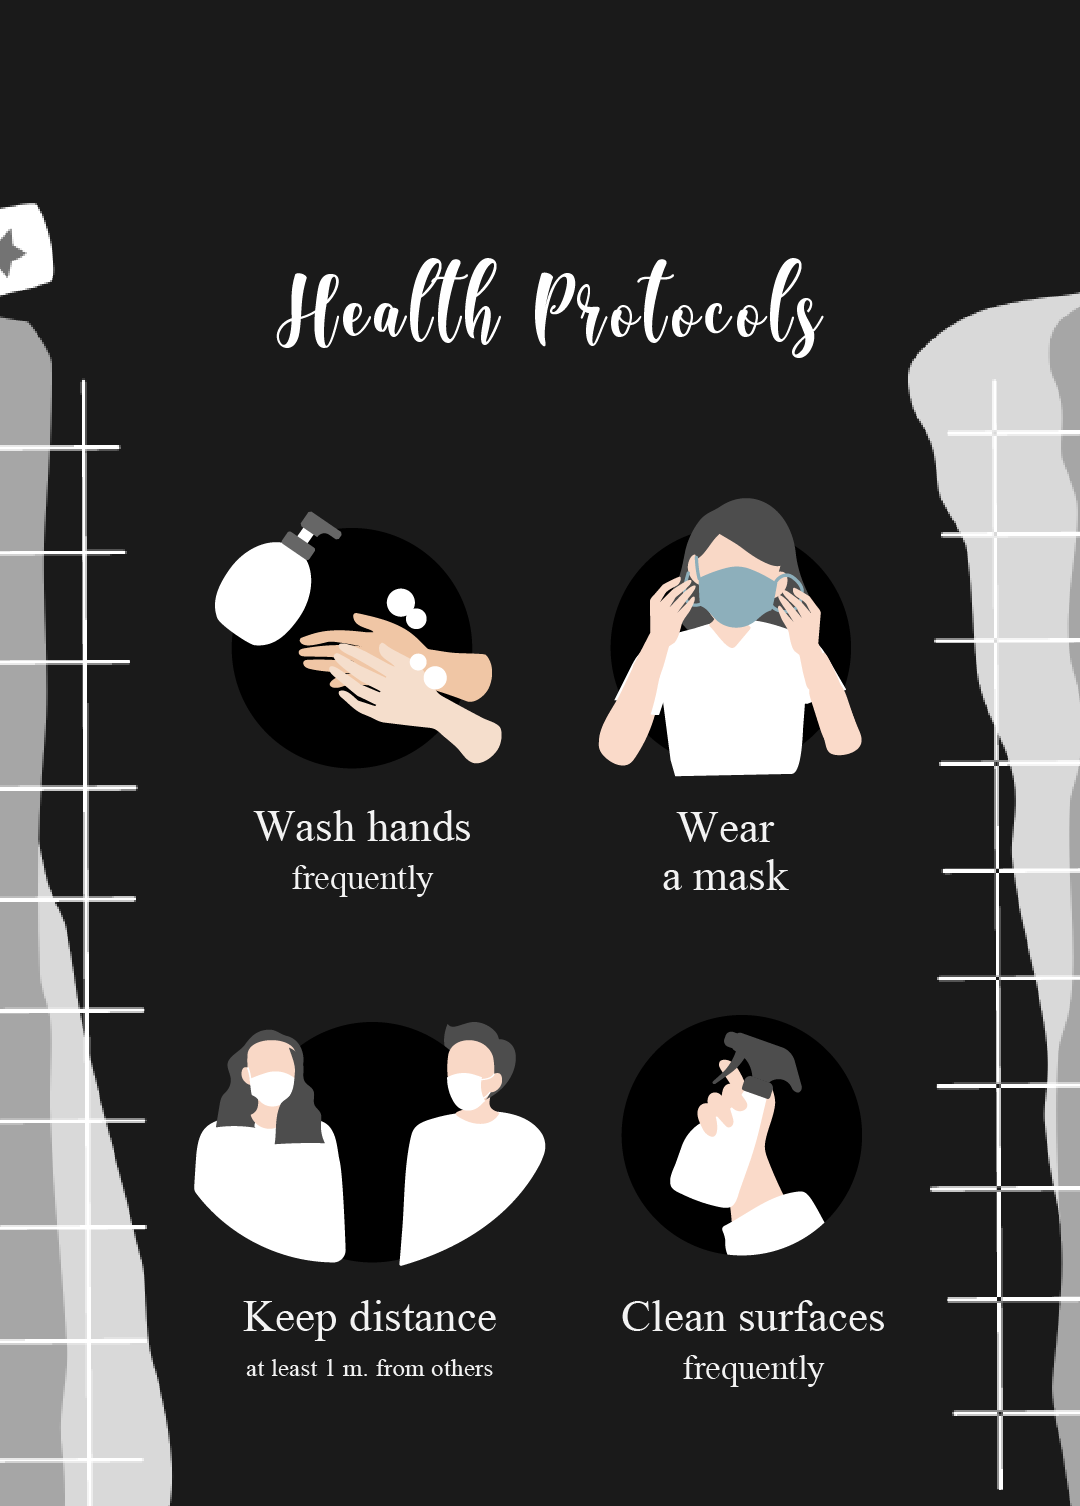 Health Protocols
Wash hands
frequently
Wear
a mask
Keep distance
at least 1 m. from others
Clean surfaces
frequently